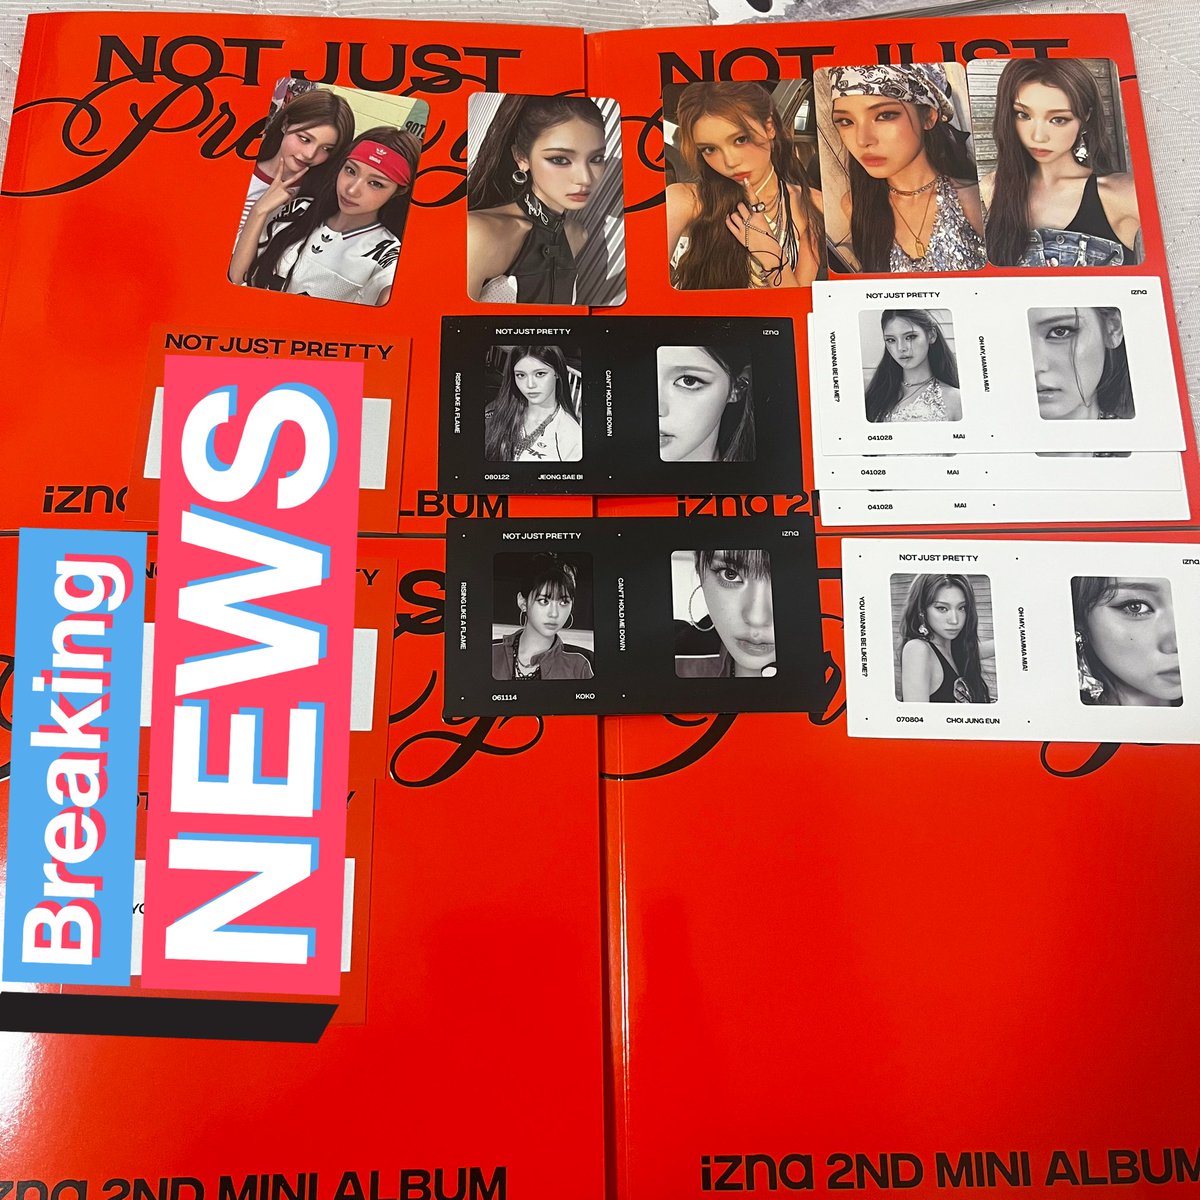 NOT JUST
Pretty
NOT JUST
NOT JUST PRETTY
izna
ALBUM
izna 2ND M
NOT JUST PRETTY
izna
RISING LIKE A FLAME
CAN'T HOLD ME DOWN
080122
JEONG SAE BI
NOT JUST PRETTY
izna
YOU WANNA BE LIKE ME?
OH MY, MAMMA MIA!
041028
MAI
041028
MAI
041028
MAI
NOT JUST PRETTY
izna
RISING LIKE A FLAME
CAN'T HOLD ME DOWN
061114
KOKO
NOT JUST PRETTY
izna
YOU WANNA BE LIKE ME?
OH MY, MAMMA MIA!
070804
CHOI JUNG EUN
Breaking
NEWS
izna 2ND MINI ALBUM
izna 2ND MINI ALBUM